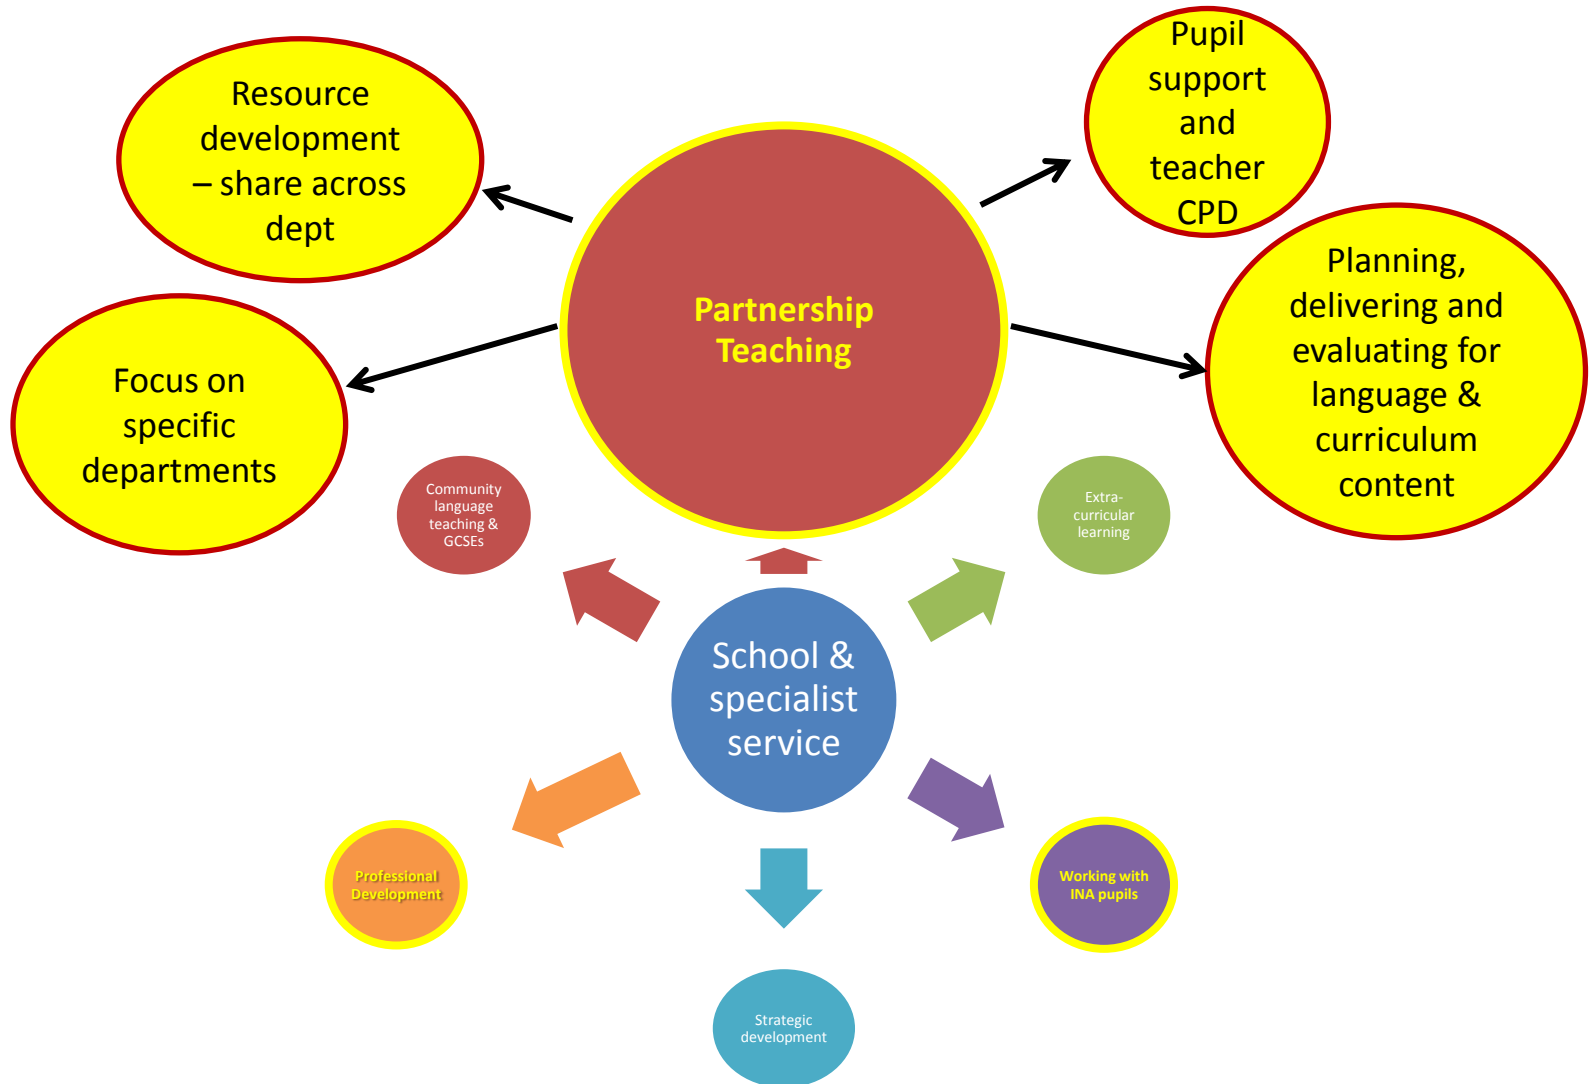 Resource
development
– share across
dept
Pupil
support
and
teacher
CPD
Partnership
Teaching
Focus on
specific
departments
Planning,
delivering and
evaluating for
language &
curriculum
content
Community
language
teaching &
GCSEs
Extra-
curricular
learning
School &
specialist
service
Professional
Development
Working with
INA pupils
Strategic
development